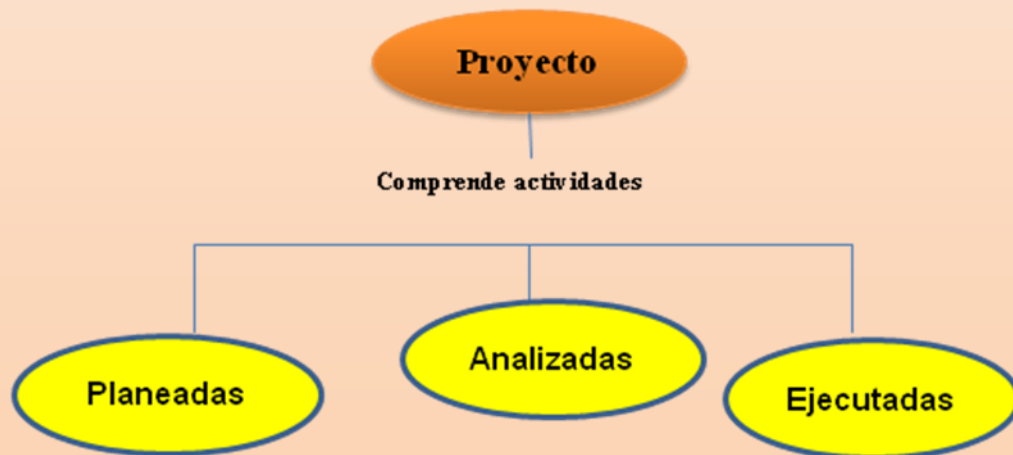 Proyecto
Comprende actividades
Planeadas
Analizadas
Ejecutadas